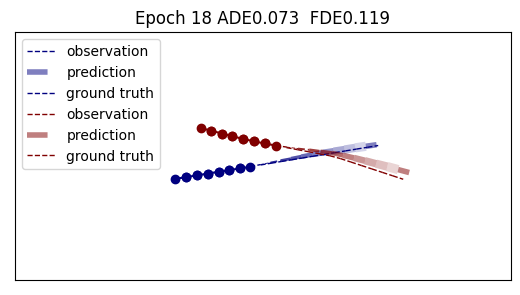 Epoch 18 ADE0.073  FDE0.119
observation
prediction
ground truth
observation
prediction
ground truth